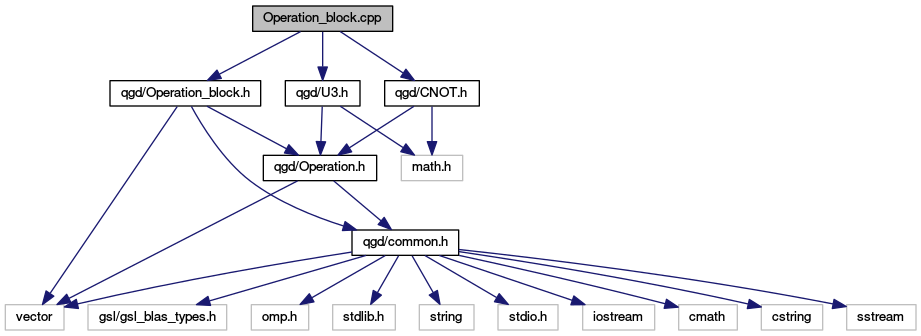 Operation_block.cpp
qgd/Operation_block.h
qgd/U3.h
qgd/CNOT.h
qgd/Operation.h
math.h
qgd/common.h
vector
gsl/gsl_blas_types.h
omp.h
stdlib.h
string
stdio.h
iostream
cmath
cstring
sstream